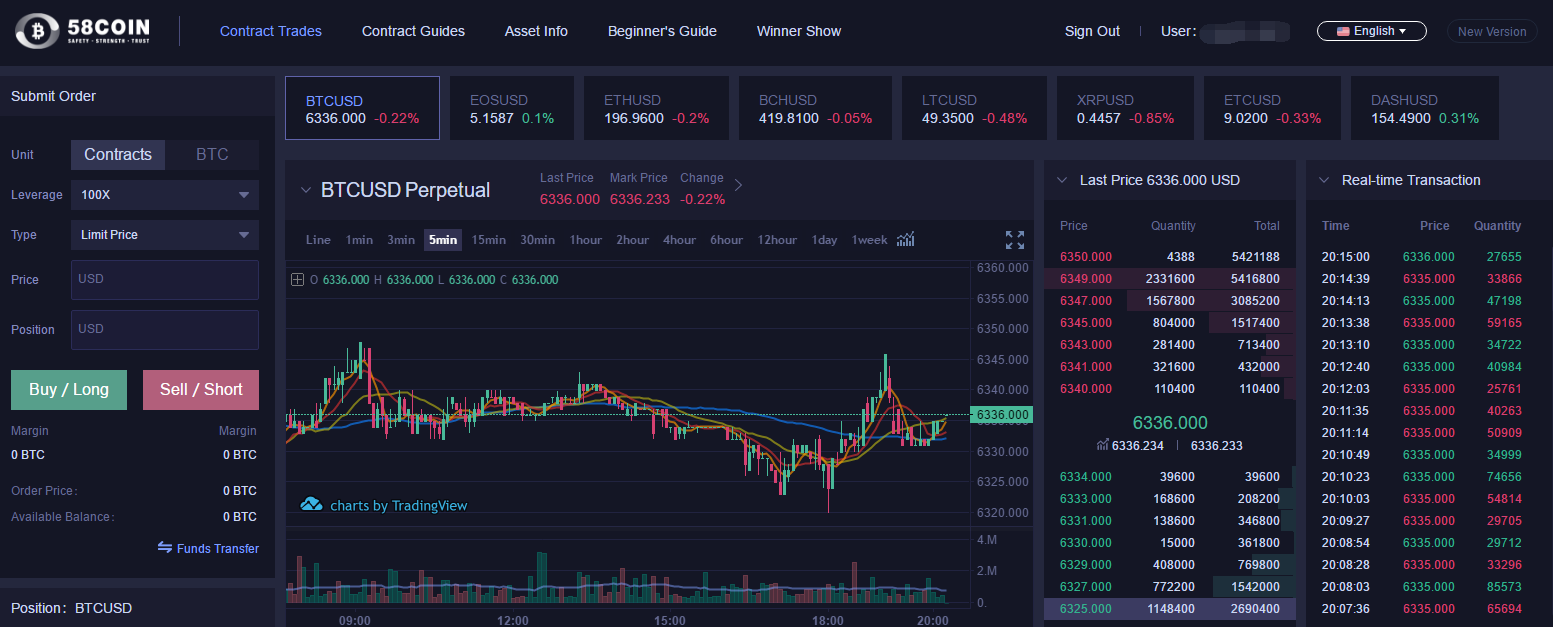 58COIN
SAFETY · STRENGTH · TRUST
Contract Trades Contract Guides Asset Info Beginner's Guide Winner Show
Sign Out User: English New Version
Submit Order
Unit Contracts BTC
Leverage 100X
Type Limit Price
Price USD
Position USD
Buy / Long Sell / Short
Margin Margin
0 BTC 0 BTC
Order Price: 0 BTC
Available Balance: 0 BTC
Funds Transfer
Position: BTCUSD
BTCUSD EOSUSD ETHUSD BCHUSD LTCUSD XRPUSD ETCUSD DASHUSD
6336.000 -0.22% 5.1587 0.1% 196.9600 -0.2% 419.8100 -0.05% 49.3500 -0.48% 0.4457 -0.85% 9.0200 -0.33% 154.4900 0.31%
BTCUSD Perpetual
Last Price Mark Price Change
6336.000 6336.233 -0.22%
Line 1min 3min 5min 15min 30min 1hour 2hour 4hour 6hour 12hour 1day 1week
O 6336.000 H 6336.000 L 6336.000 C 6336.000
6360.000
6355.000
6350.000
6345.000
6340.000
6336.000
6330.000
6325.000
6320.000
charts by TradingView
4.M
2.M
0.
09:00 12:00 15:00 18:00 20:00
Last Price 6336.000 USD
Price Quantity Total
6350.000 4388 5421188
6349.000 2331600 5416800
6347.000 1567800 3085200
6345.000 804000 1517400
6343.000 281400 713400
6341.000 321600 432000
6340.000 110400 110400
6336.000
6336.234 | 6336.233
6334.000 39600 39600
6333.000 168600 208200
6331.000 138600 346800
6330.000 15000 361800
6329.000 408000 769800
6327.000 772200 1542000
6325.000 1148400 2690400
Real-time Transaction
Time Price Quantity
20:15:00 6336.000 27655
20:14:39 6335.000 33866
20:14:13 6335.000 47198
20:13:38 6335.000 59165
20:13:10 6335.000 34722
20:12:40 6335.000 40984
20:12:03 6335.000 25761
20:11:35 6335.000 40263
20:11:14 6335.000 50909
20:10:49 6335.000 34999
20:10:23 6335.000 74656
20:10:03 6335.000 54814
20:09:27 6335.000 29705
20:08:54 6335.000 29712
20:08:28 6335.000 33296
20:08:03 6335.000 85573
20:07:36 6335.000 65694